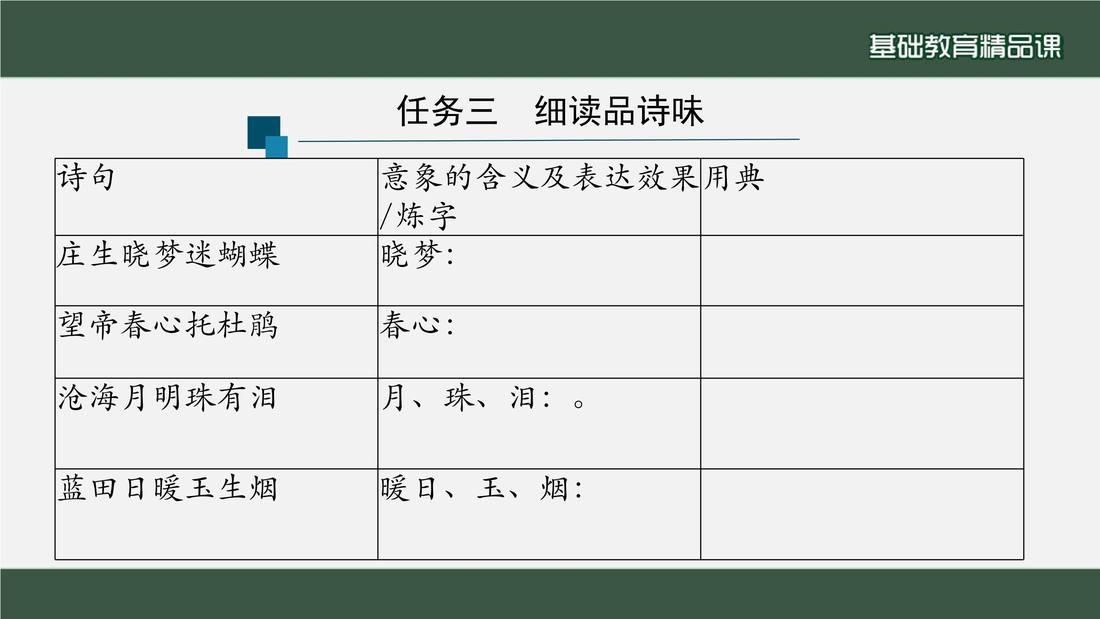 基础教育精品课
任务三 细读品诗味
诗句
意象的含义及表达效果
/炼字
用典
庄生晓梦迷蝴蝶
晓梦：
望帝春心托杜鹃
春心：
沧海月明珠有泪
月、珠、泪：。
蓝田日暖玉生烟
暖日、玉、烟：